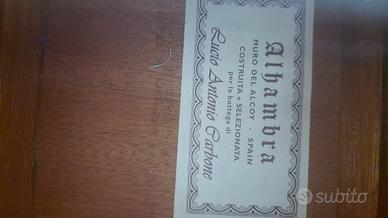 Alhambra
MURO DEL ALCOY - SPAIN
COSTRUITA e SELEZIONATA
per la bottega di
Lucio Antonio Carbone
subito